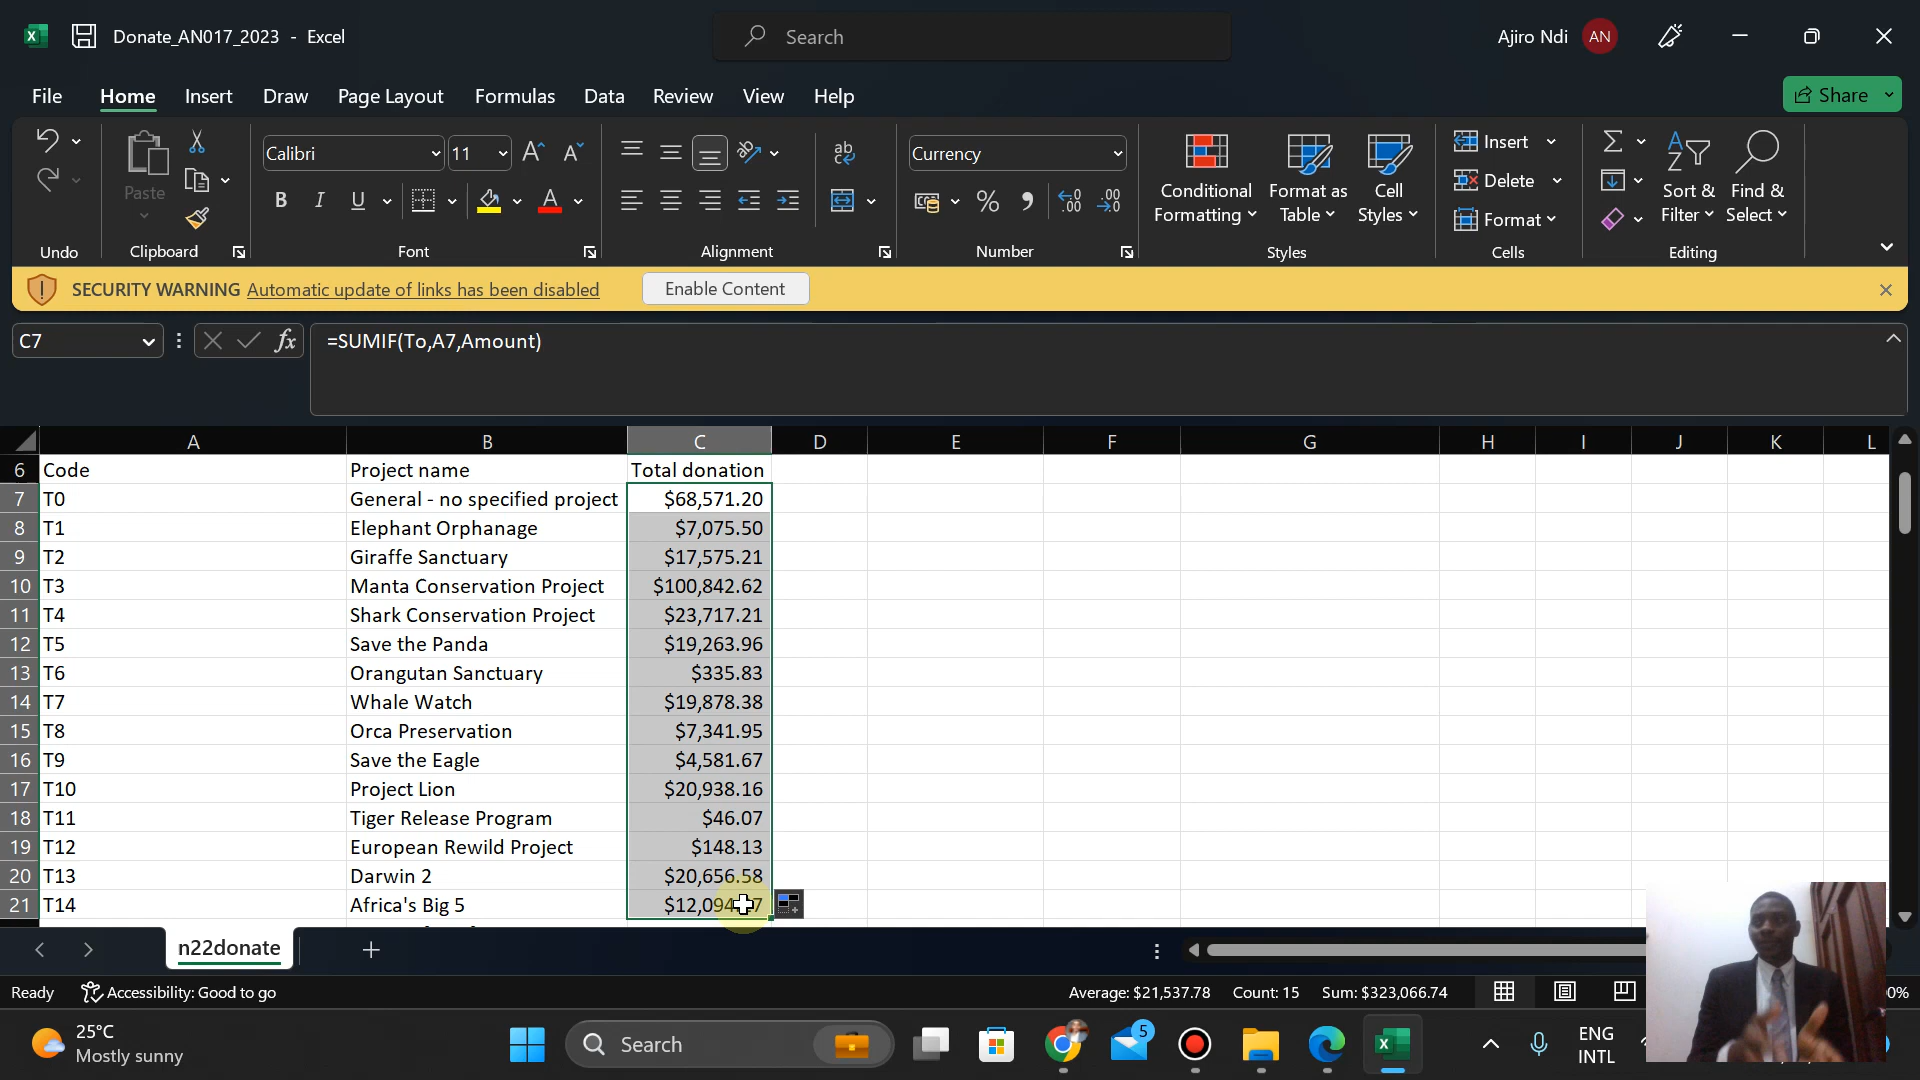 Donate_AN017_2023 - Excel
Search
Ajiro Ndi AN
File Home Insert Draw Page Layout Formulas Data Review View Help
Share
Undo
Paste
Clipboard
Calibri 11
B I U A
Font
ab
Alignment
Currency
% , .00
Number
Conditional Formatting
Format as Table
Cell Styles
Styles
Insert
Delete
Format
Cells
Sort & Filter
Find & Select
Editing
SECURITY WARNING Automatic update of links has been disabled Enable Content
C7 fx =SUMIF(To,A7,Amount)
A B C D E F G H I J K L
6 Code Project name Total donation
7 T0 General - no specified project $68,571.20
8 T1 Elephant Orphanage $7,075.50
9 T2 Giraffe Sanctuary $17,575.21
10 T3 Manta Conservation Project $100,842.62
11 T4 Shark Conservation Project $23,717.21
12 T5 Save the Panda $19,263.96
13 T6 Orangutan Sanctuary $335.83
14 T7 Whale Watch $19,878.38
15 T8 Orca Preservation $7,341.95
16 T9 Save the Eagle $4,581.67
17 T10 Project Lion $20,938.16
18 T11 Tiger Release Program $46.07
19 T12 European Rewild Project $148.13
20 T13 Darwin 2 $20,656.58
21 T14 Africa's Big 5
n22donate
Ready Accessibility: Good to go Average: $21,537.78 Count: 15 Sum: $323,066.74
25°C
Mostly sunny
Search
5
ENG
INTL